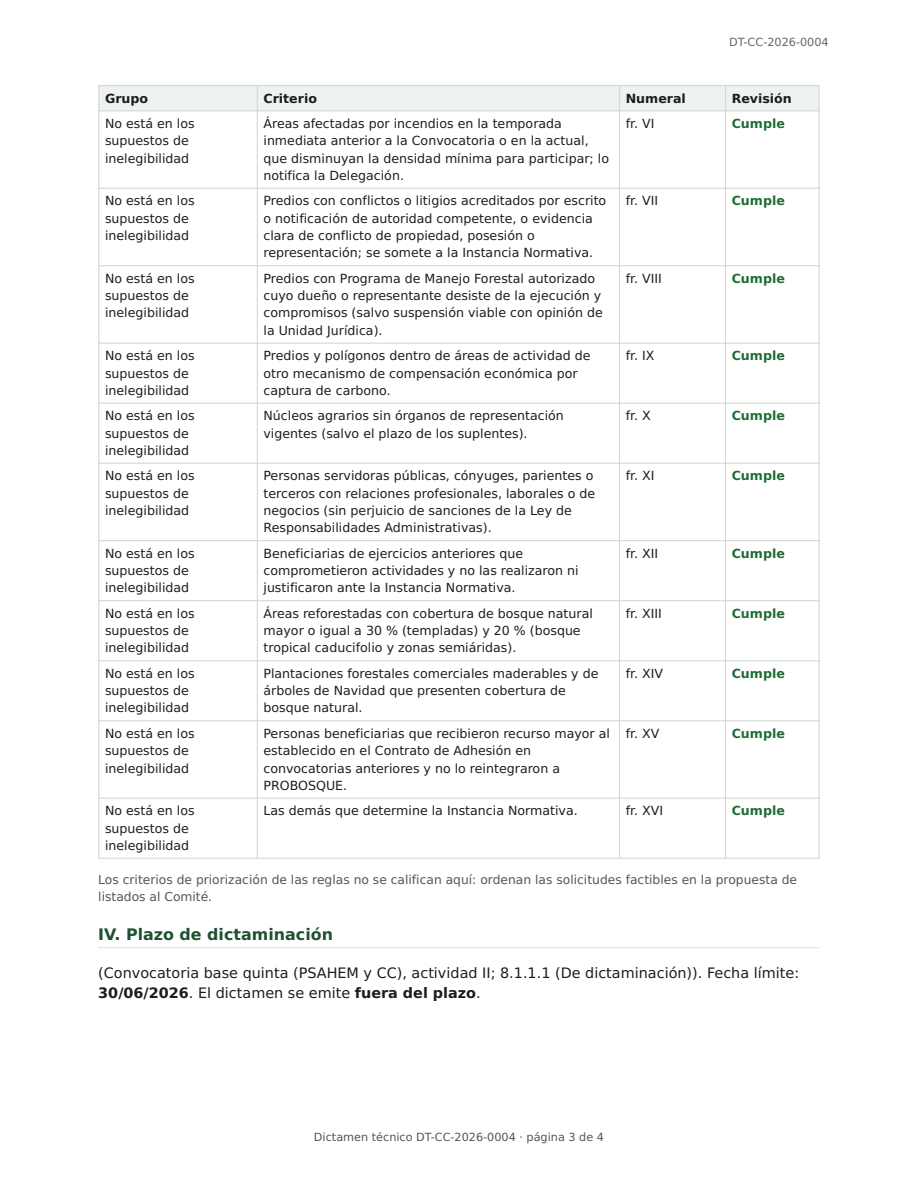 DT-CC-2026-0004
Grupo Criterio Numeral Revisión
No está en los supuestos de inelegibilidad
Áreas afectadas por incendios en la temporada
inmediata anterior a la Convocatoria o en la actual,
que disminuyan la densidad mínima para participar; lo
notifica la Delegación.
fr. VI
Cumple
No está en los
supuestos de
inelegibilidad
Predios con conflictos o litigios acreditados por escrito
o notificación de autoridad competente, o evidencia
clara de conflicto de propiedad, posesión o
representación; se somete a la Instancia Normativa.
fr. VII
Cumple
No está en los
supuestos de
inelegibilidad
Predios con Programa de Manejo Forestal autorizado
cuyo dueño o representante desiste de la ejecución y
compromisos (salvo suspensión viable con opinión de
la Unidad Jurídica).
fr. VIII
Cumple
No está en los
supuestos de
inelegibilidad
Predios y polígonos dentro de áreas de actividad de
otro mecanismo de compensación económica por
captura de carbono.
fr. IX
Cumple
No está en los
supuestos de
inelegibilidad
Núcleos agrarios sin órganos de representación
vigentes (salvo el plazo de los suplentes).
fr. X
Cumple
No está en los
supuestos de
inelegibilidad
Personas servidoras públicas, cónyuges, parientes o
terceros con relaciones profesionales, laborales o de
negocios (sin perjuicio de sanciones de la Ley de
Responsabilidades Administrativas).
fr. XI
Cumple
No está en los
supuestos de
inelegibilidad
Beneficiarias de ejercicios anteriores que
comprometieron actividades y no las realizaron ni
justificaron ante la Instancia Normativa.
fr. XII
Cumple
No está en los
supuestos de
inelegibilidad
Áreas reforestadas con cobertura de bosque natural
mayor o igual a 30 % (templadas) y 20 % (bosque
tropical caducifolio y zonas semiáridas).
fr. XIII
Cumple
No está en los
supuestos de
inelegibilidad
Plantaciones forestales comerciales maderables y de
árboles de Navidad que presenten cobertura de
bosque natural.
fr. XIV
Cumple
No está en los
supuestos de
inelegibilidad
Personas beneficiarias que recibieron recurso mayor al
establecido en el Contrato de Adhesión en
convocatorias anteriores y no lo reintegraron a
PROBOSQUE.
fr. XV
Cumple
No está en los
supuestos de
inelegibilidad
Las demás que determine la Instancia Normativa.
fr. XVI
Cumple
Los criterios de priorización de las reglas no se califican aquí: ordenan las solicitudes factibles en la propuesta de
listados al Comité.
IV. Plazo de dictaminación
(Convocatoria base quinta (PSAHEM y CC), actividad II; 8.1.1.1 (De dictaminación)). Fecha límite:
30/06/2026. El dictamen se emite fuera del plazo.
Dictamen técnico DT-CC-2026-0004 · página 3 de 4